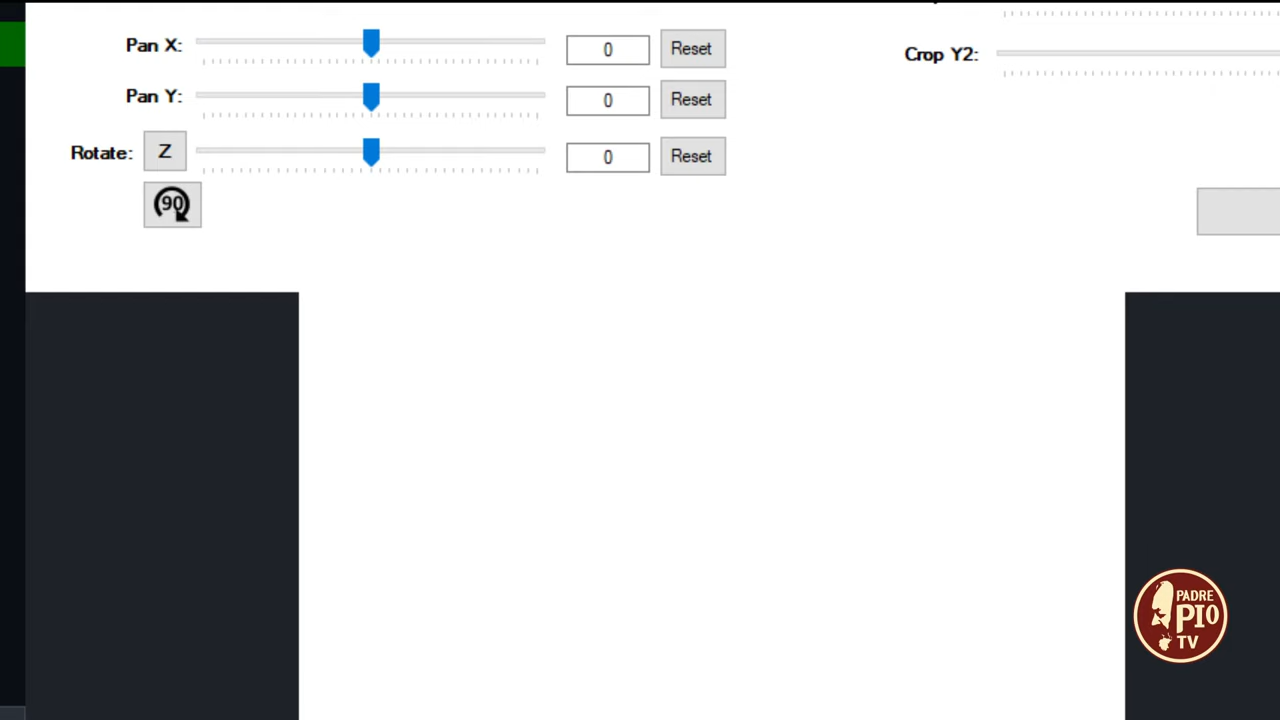 Pan X:
0
Reset
Crop Y2:
Pan Y:
0
Reset
Rotate:
Z
0
Reset
90
PADRE
PIO
TV